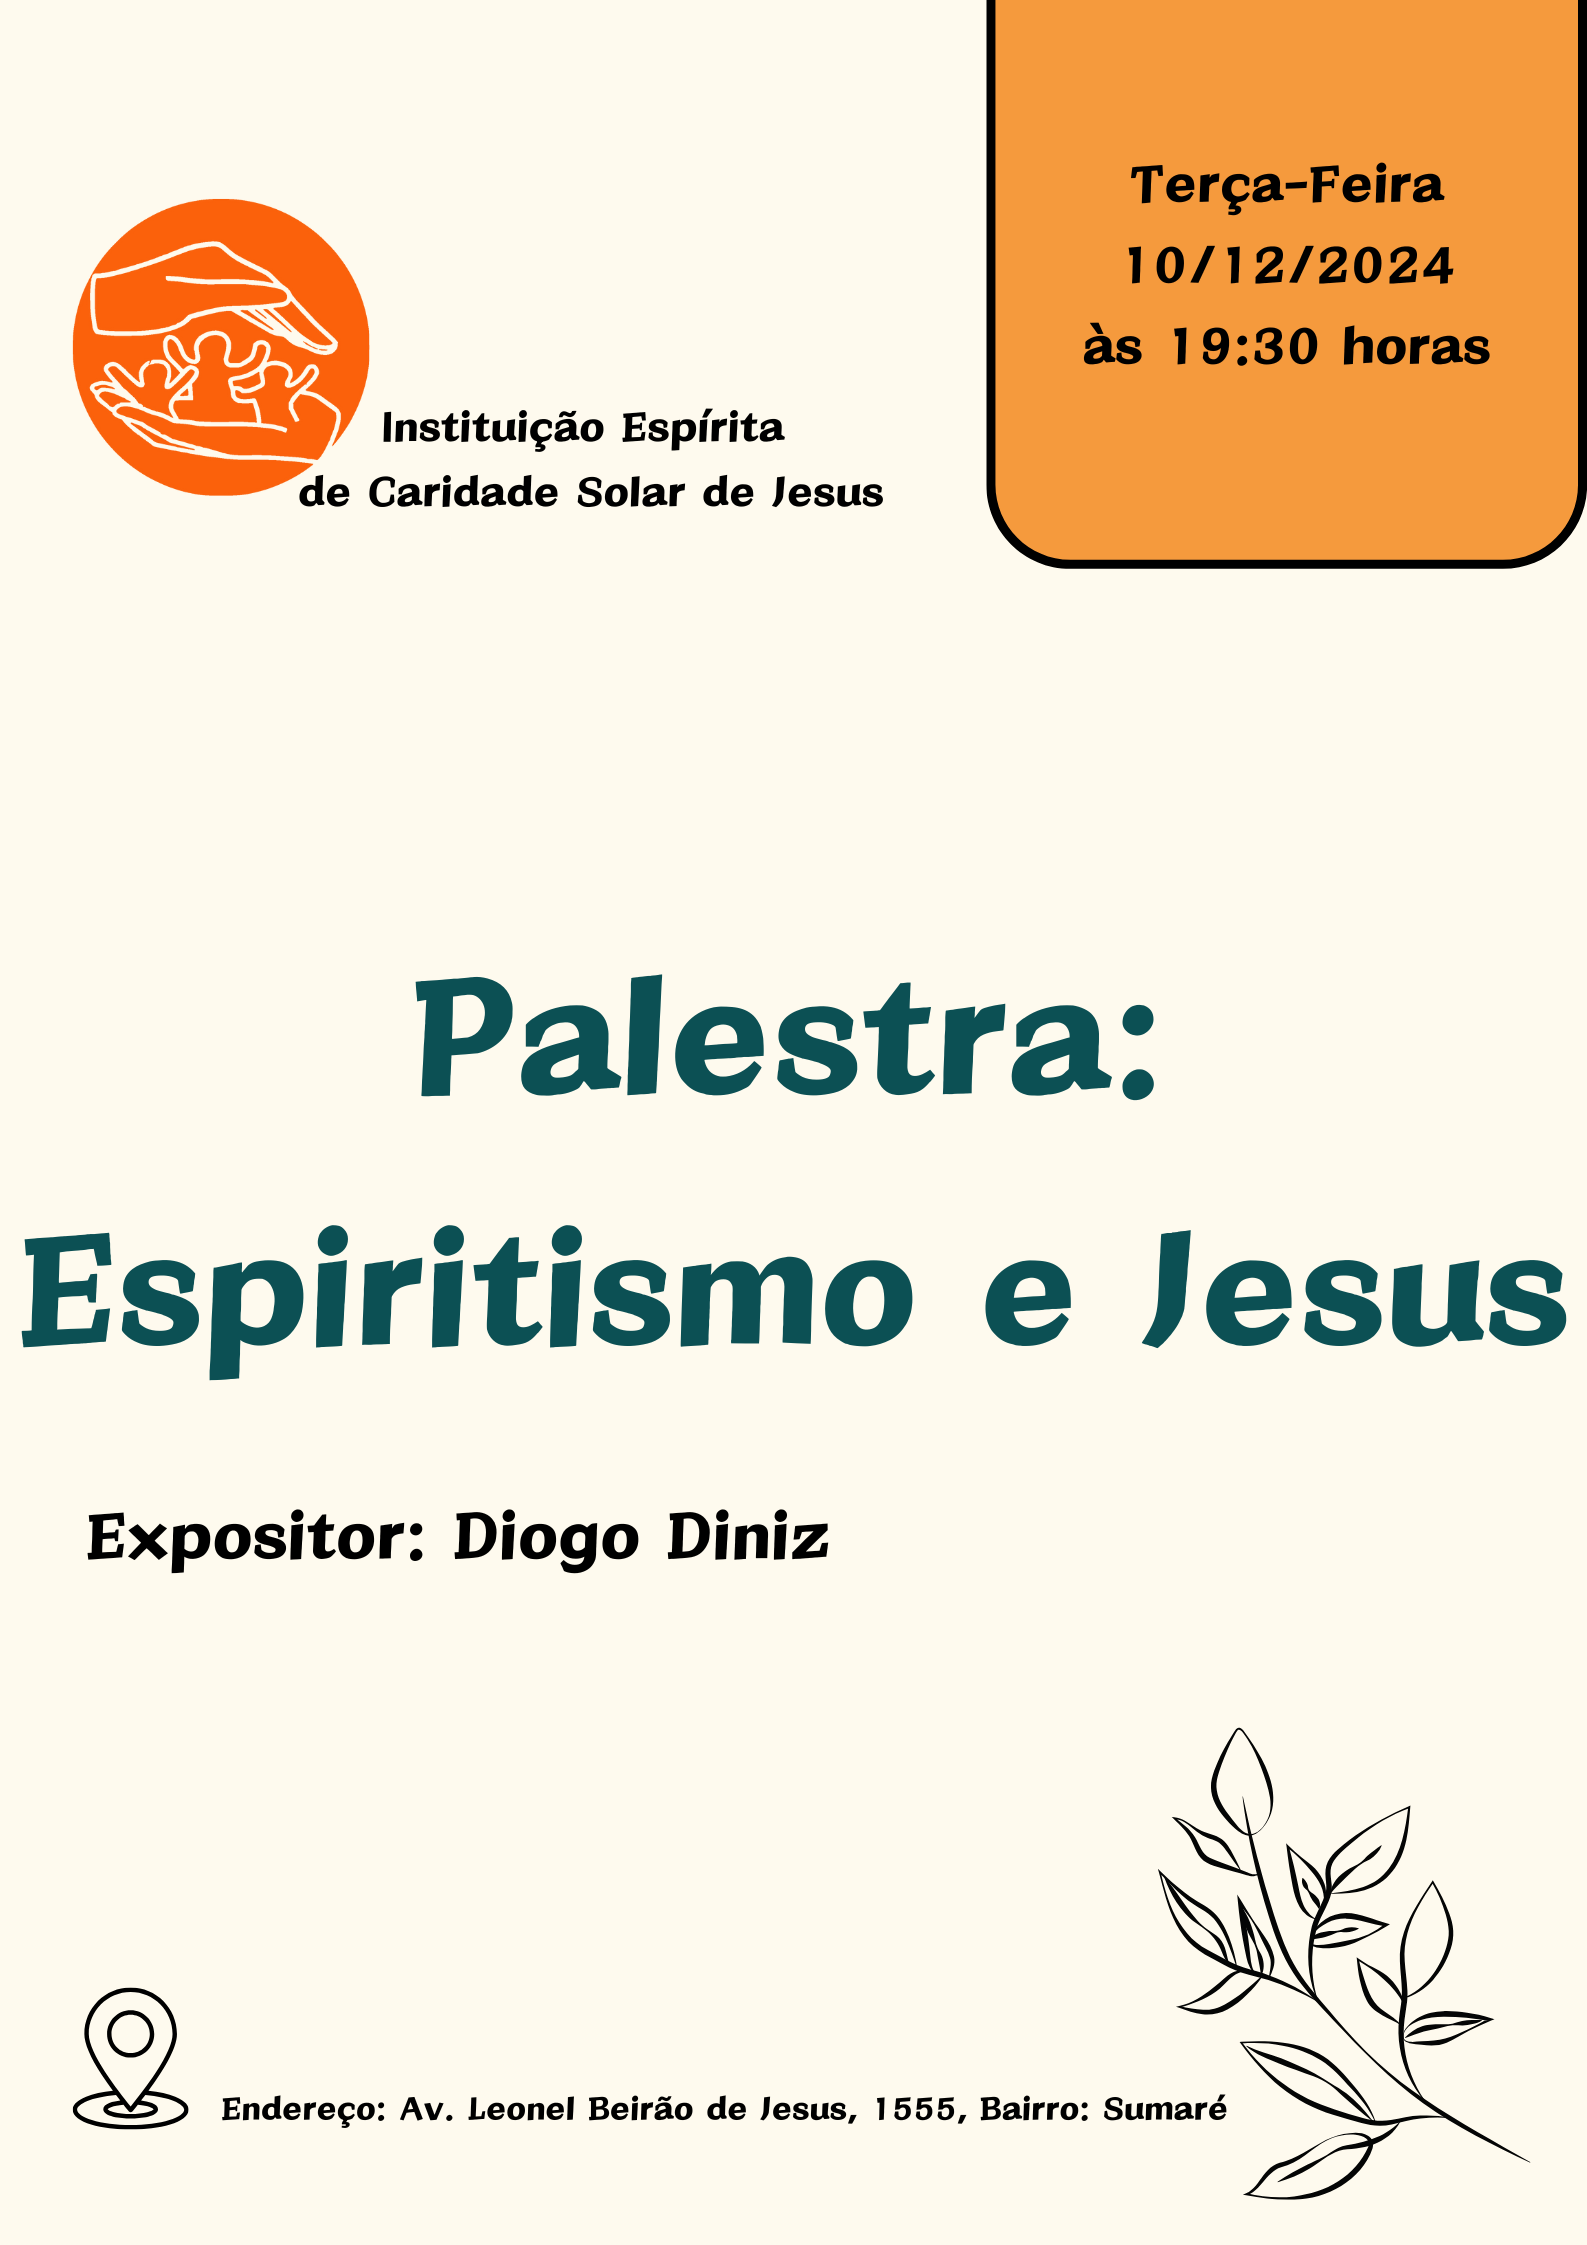 Terça-Feira
10/12/2024
às 19:30 horas
Instituição Espírita
de Caridade Solar de Jesus
Palestra:
Espiritismo e Jesus
Expositor: Diogo Diniz
Endereço: Av. Leonel Beirão de Jesus, 1555, Bairro: Sumaré